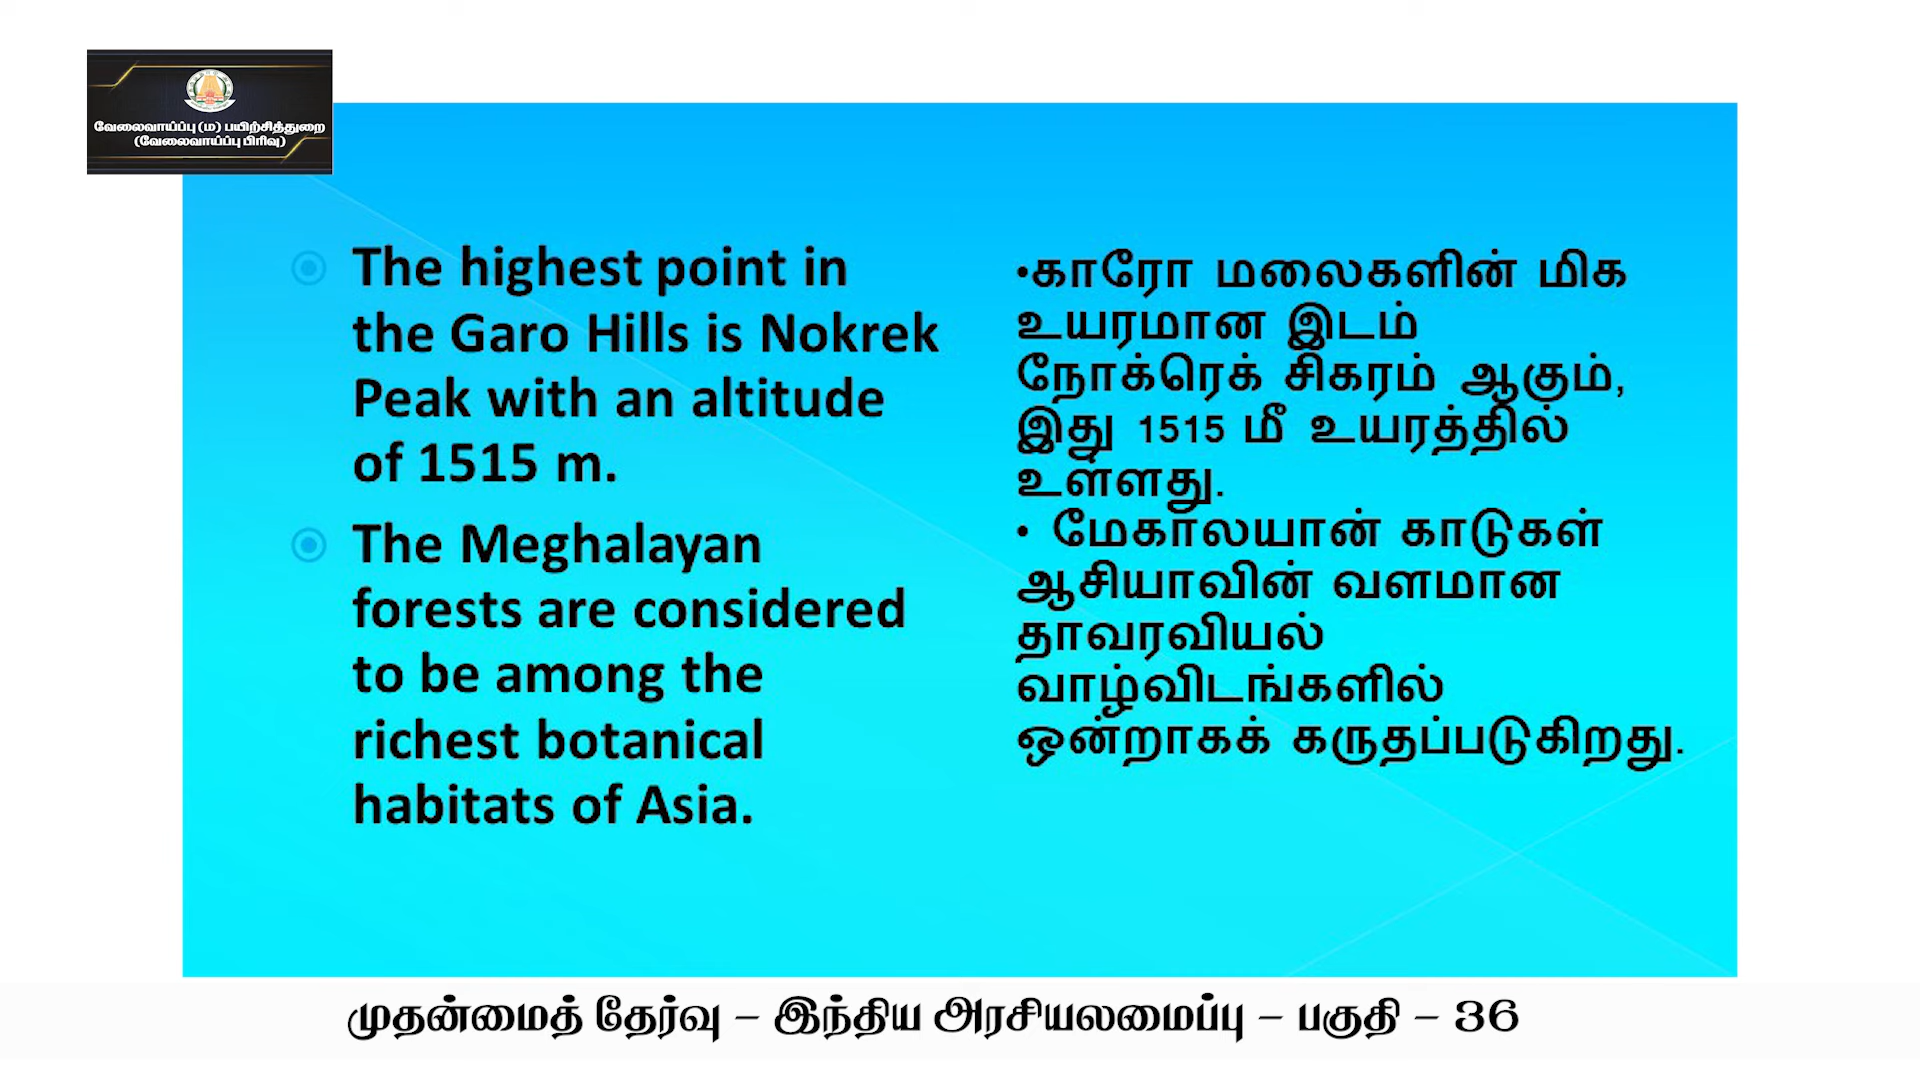 வேலைவாய்ப்பு (ம) பயிற்சித்துறை
(வேலைவாய்ப்பு பிரிவு)
The highest point in
the Garo Hills is Nokrek
Peak with an altitude
of 1515 m.
The Meghalayan
forests are considered
to be among the
richest botanical
habitats of Asia.
•காரோ மலைகளின் மிக
உயரமான இடம்
நோக்ரெக் சிகரம் ஆகும்,
இது 1515 மீ உயரத்தில்
உள்ளது.
• மேகாலயான் காடுகள்
ஆசியாவின் வளமான
தாவரவியல்
வாழ்விடங்களில்
ஒன்றாகக் கருதப்படுகிறது.
முதன்மைத் தேர்வு – இந்திய அரசியலமைப்பு – பகுதி – 36